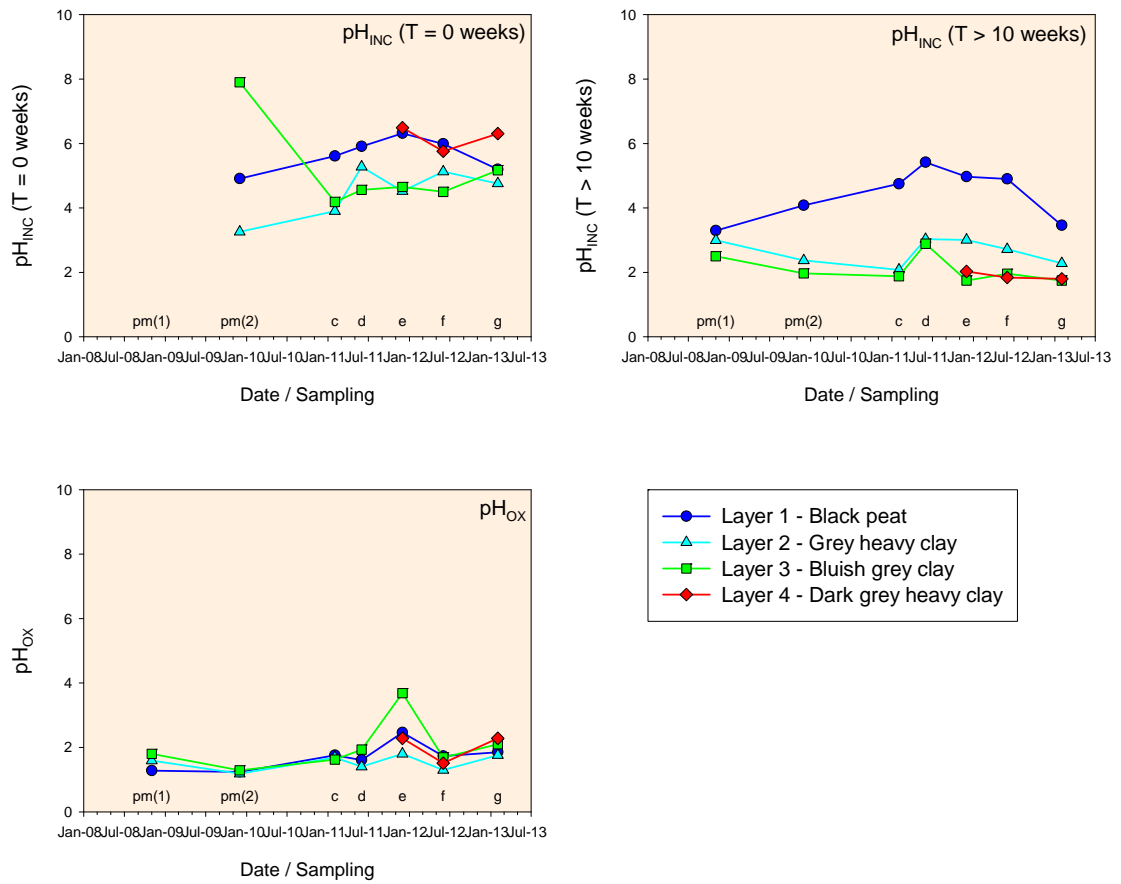 pH_INC (T = 0 weeks)
pH_INC (T = 0 weeks)
10
8
6
4
2
0
pm(1) pm(2) c d e f g
Jan-08 Jul-08 Jan-09 Jul-09 Jan-10 Jul-10 Jan-11 Jul-11 Jan-12 Jul-12 Jan-13 Jul-13
Date / Sampling
pH_INC (T > 10 weeks)
pH_INC (T > 10 weeks)
10
8
6
4
2
0
pm(1) pm(2) c d e f g
Jan-08 Jul-08 Jan-09 Jul-09 Jan-10 Jul-10 Jan-11 Jul-11 Jan-12 Jul-12 Jan-13 Jul-13
Date / Sampling
pH_OX
pH_OX
10
8
6
4
2
0
pm(1) pm(2) c d e f g
Jan-08 Jul-08 Jan-09 Jul-09 Jan-10 Jul-10 Jan-11 Jul-11 Jan-12 Jul-12 Jan-13 Jul-13
Date / Sampling
Layer 1 - Black peat
Layer 2 - Grey heavy clay
Layer 3 - Bluish grey clay
Layer 4 - Dark grey heavy clay